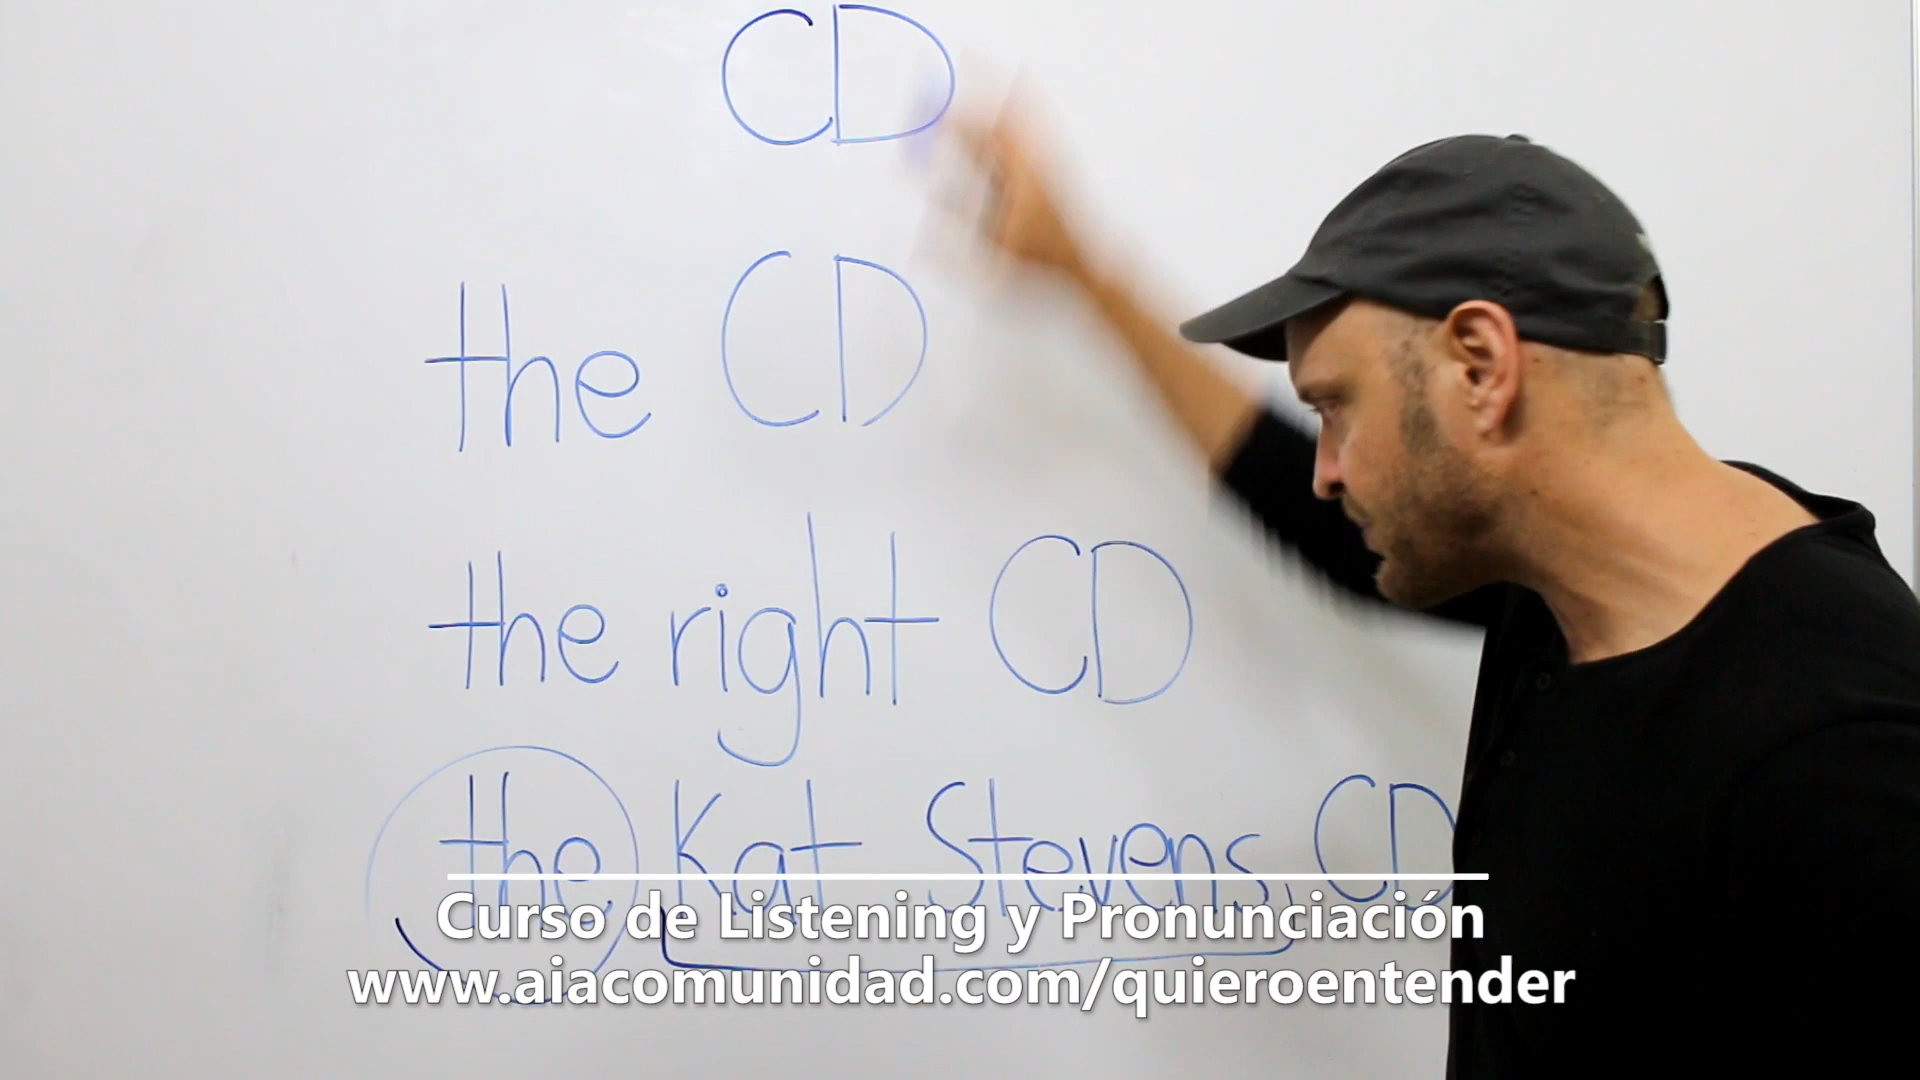 CD
the CD
the right CD
the Kat Stevens CD
Curso de Listening y Pronunciación
www.aiacomunidad.com/quieroentender